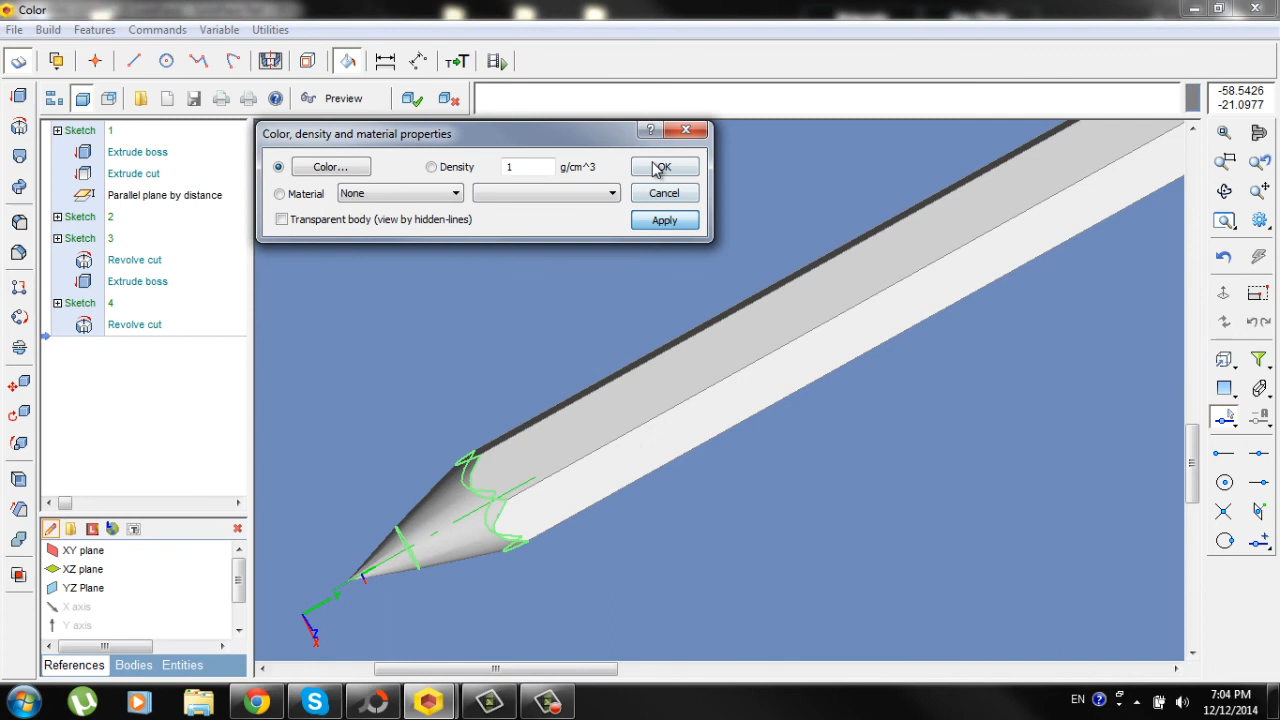 Color
File Build Features Commands Variable Utilities
T T
Preview
-58.5426
-21.0977
Sketch 1
Extrude boss
Extrude cut
Parallel plane by distance
Sketch 2
Sketch 3
Revolve cut
Extrude boss
Sketch 4
Revolve cut
Color, density and material properties
Color... Density 1 g/cm^3 OK
Material None Cancel
Transparent body (view by hidden-lines) Apply
Y
Z
X
XY plane
XZ plane
YZ Plane
X axis
Y axis
References Bodies Entities
EN 7:04 PM
12/12/2014